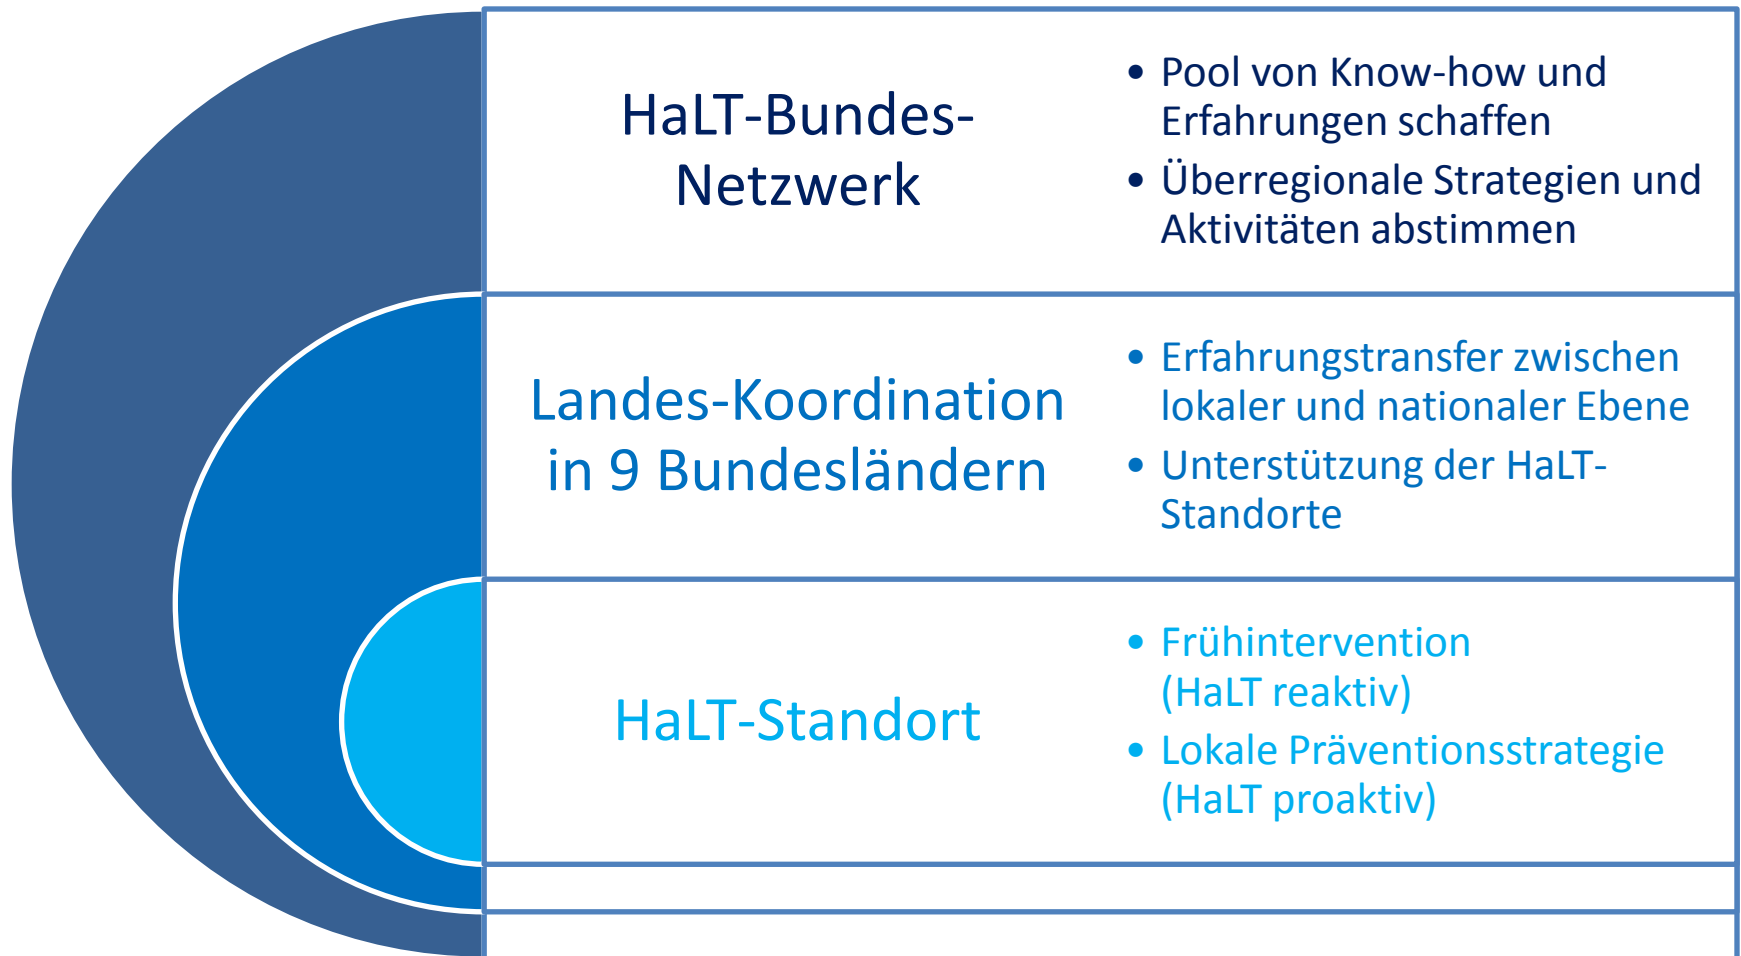 HaLT-Bundes-
Netzwerk
• Pool von Know-how und
Erfahrungen schaffen
• Überregionale Strategien und
Aktivitäten abstimmen
Landes-Koordination
in 9 Bundesländern
• Erfahrungstransfer zwischen
lokaler und nationaler Ebene
• Unterstützung der HaLT-
Standorte
HaLT-Standort
• Frühintervention
(HaLT reaktiv)
• Lokale Präventionsstrategie
(HaLT proaktiv)